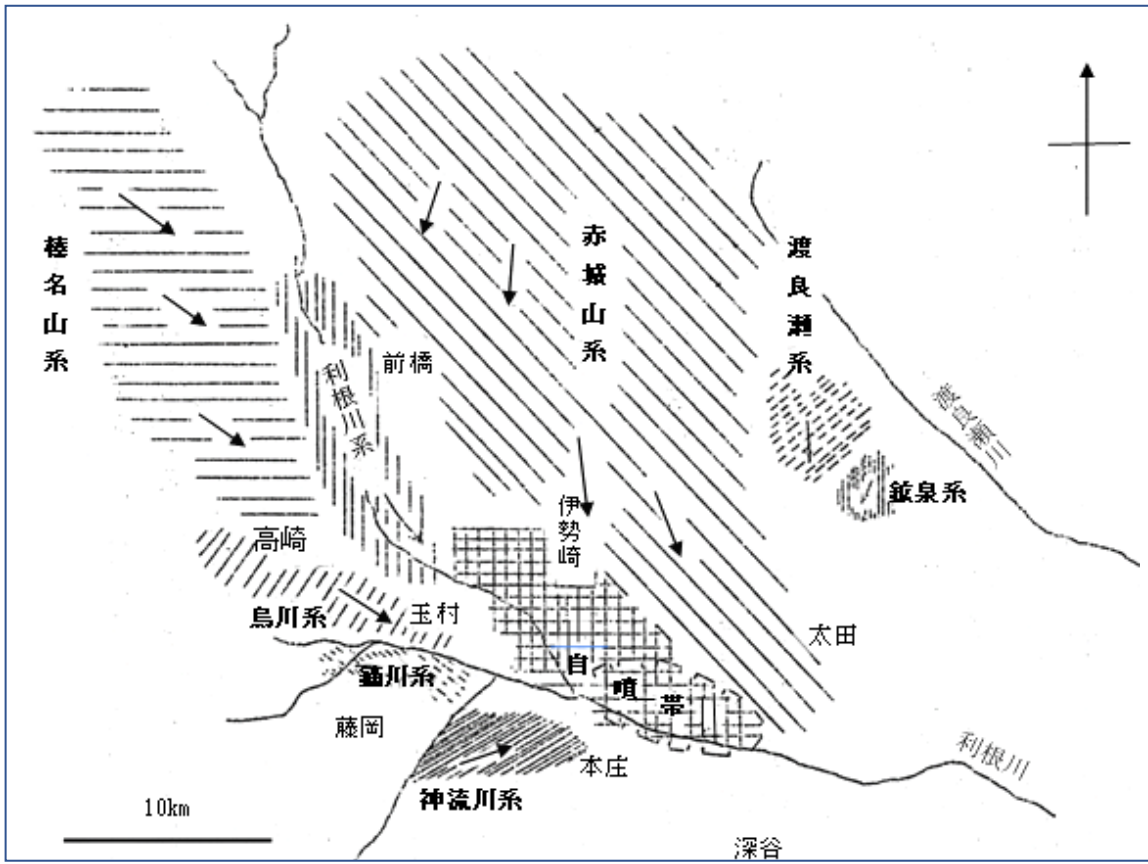 榛名山系
利根川系
前橋
赤城山系
渡良瀬系
渡良瀬川
鉱泉系
伊勢崎
高崎
烏川系
玉村
太田
自噴帯
鏑川系
藤岡
本庄
神流川系
利根川
10km
深谷